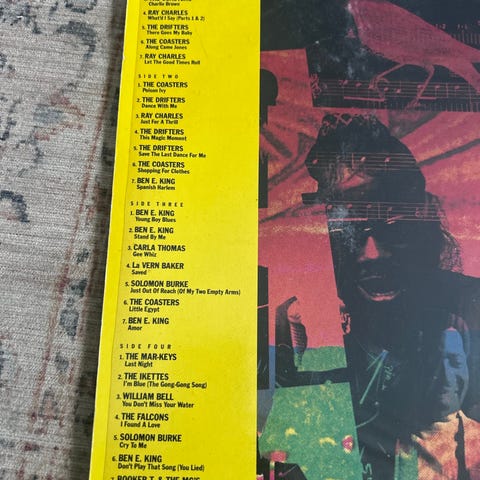 Charlie Brown
4. RAY CHARLES
What'd I Say (Parts 1 & 2)
5. THE DRIFTERS
There Goes My Baby
6. THE COASTERS
Along Came Jones
7. RAY CHARLES
Let The Good Times Roll
SIDE TWO
1. THE COASTERS
Poison Ivy
2. THE DRIFTERS
Dance With Me
3. RAY CHARLES
Just For A Thrill
4. THE DRIFTERS
This Magic Moment
5. THE DRIFTERS
Save The Last Dance For Me
6. THE COASTERS
Shopping For Clothes
7. BEN E. KING
Spanish Harlem
SIDE THREE
1. BEN E. KING
Young Boy Blues
2. BEN E. KING
Stand By Me
3. CARLA THOMAS
Gee Whiz
4. La VERN BAKER
Saved
5. SOLOMON BURKE
Just Out Of Reach (Of My Two Empty Arms)
6. THE COASTERS
Little Egypt
7. BEN E. KING
Amor
SIDE FOUR
1. THE MAR-KEYS
Last Night
2. THE IKETTES
I'm Blue (The Gong-Gong Song)
3. WILLIAM BELL
You Don't Miss Your Water
4. THE FALCONS
I Found A Love
5. SOLOMON BURKE
Cry To Me
6. BEN E. KING
Don't Play That Song (You Lied)
7. BOOKER T. & THE MG'S